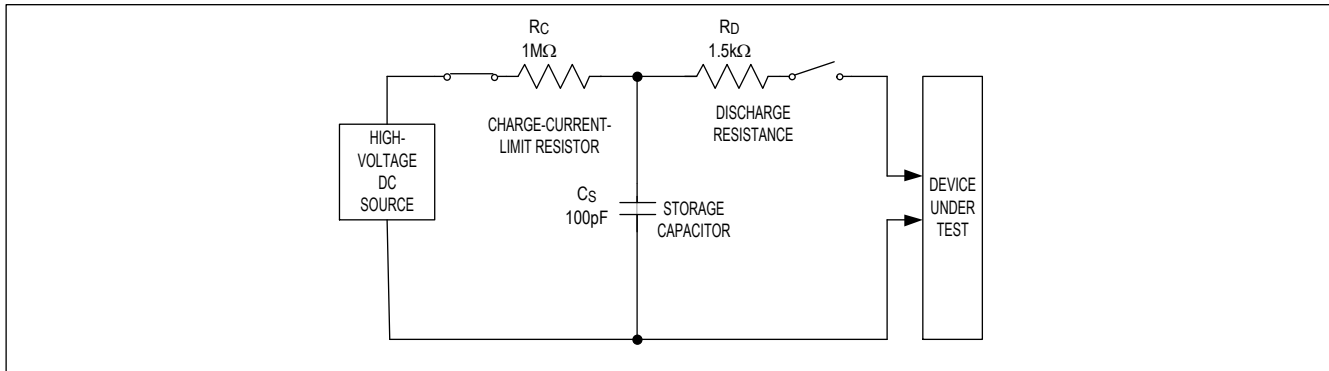 RC
1MΩ
RD
1.5kΩ
CHARGE-CURRENT-
LIMIT RESISTOR
DISCHARGE
RESISTANCE
HIGH-
VOLTAGE
DC
SOURCE
CS
100pF
STORAGE
CAPACITOR
DEVICE
UNDER
TEST